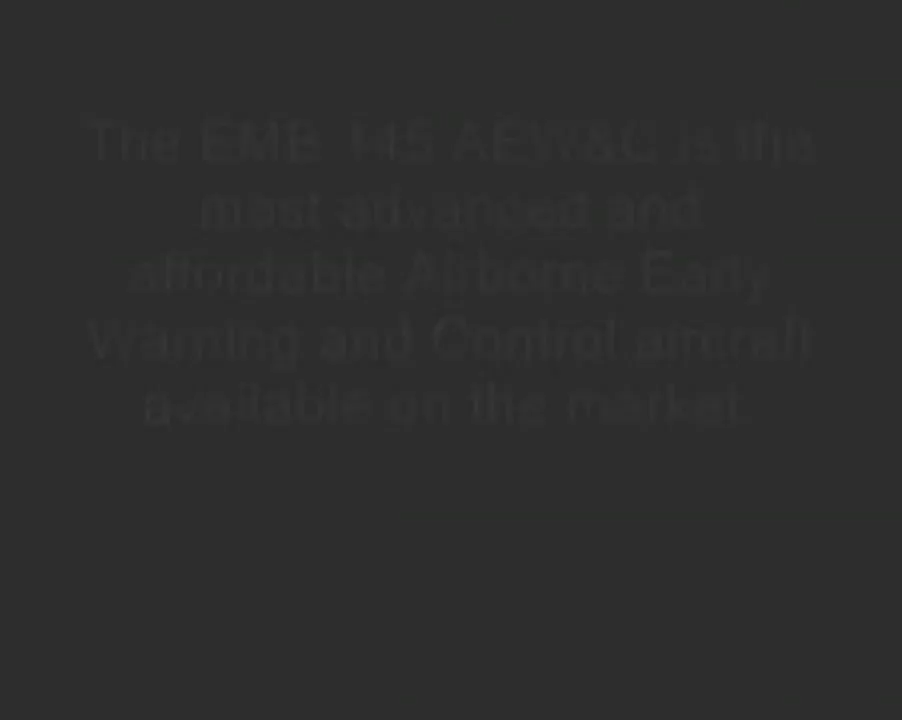 The EMB 145 AEW&C is the
most advanced and
affordable Airborne Early
Warning and Control aircraft
available on the market.